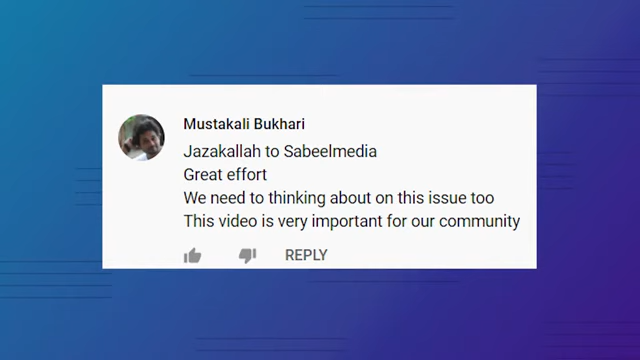 Mustakali Bukhari
Jazakallah to Sabeelmedia
Great effort
We need to thinking about on this issue too
This video is very important for our community
REPLY